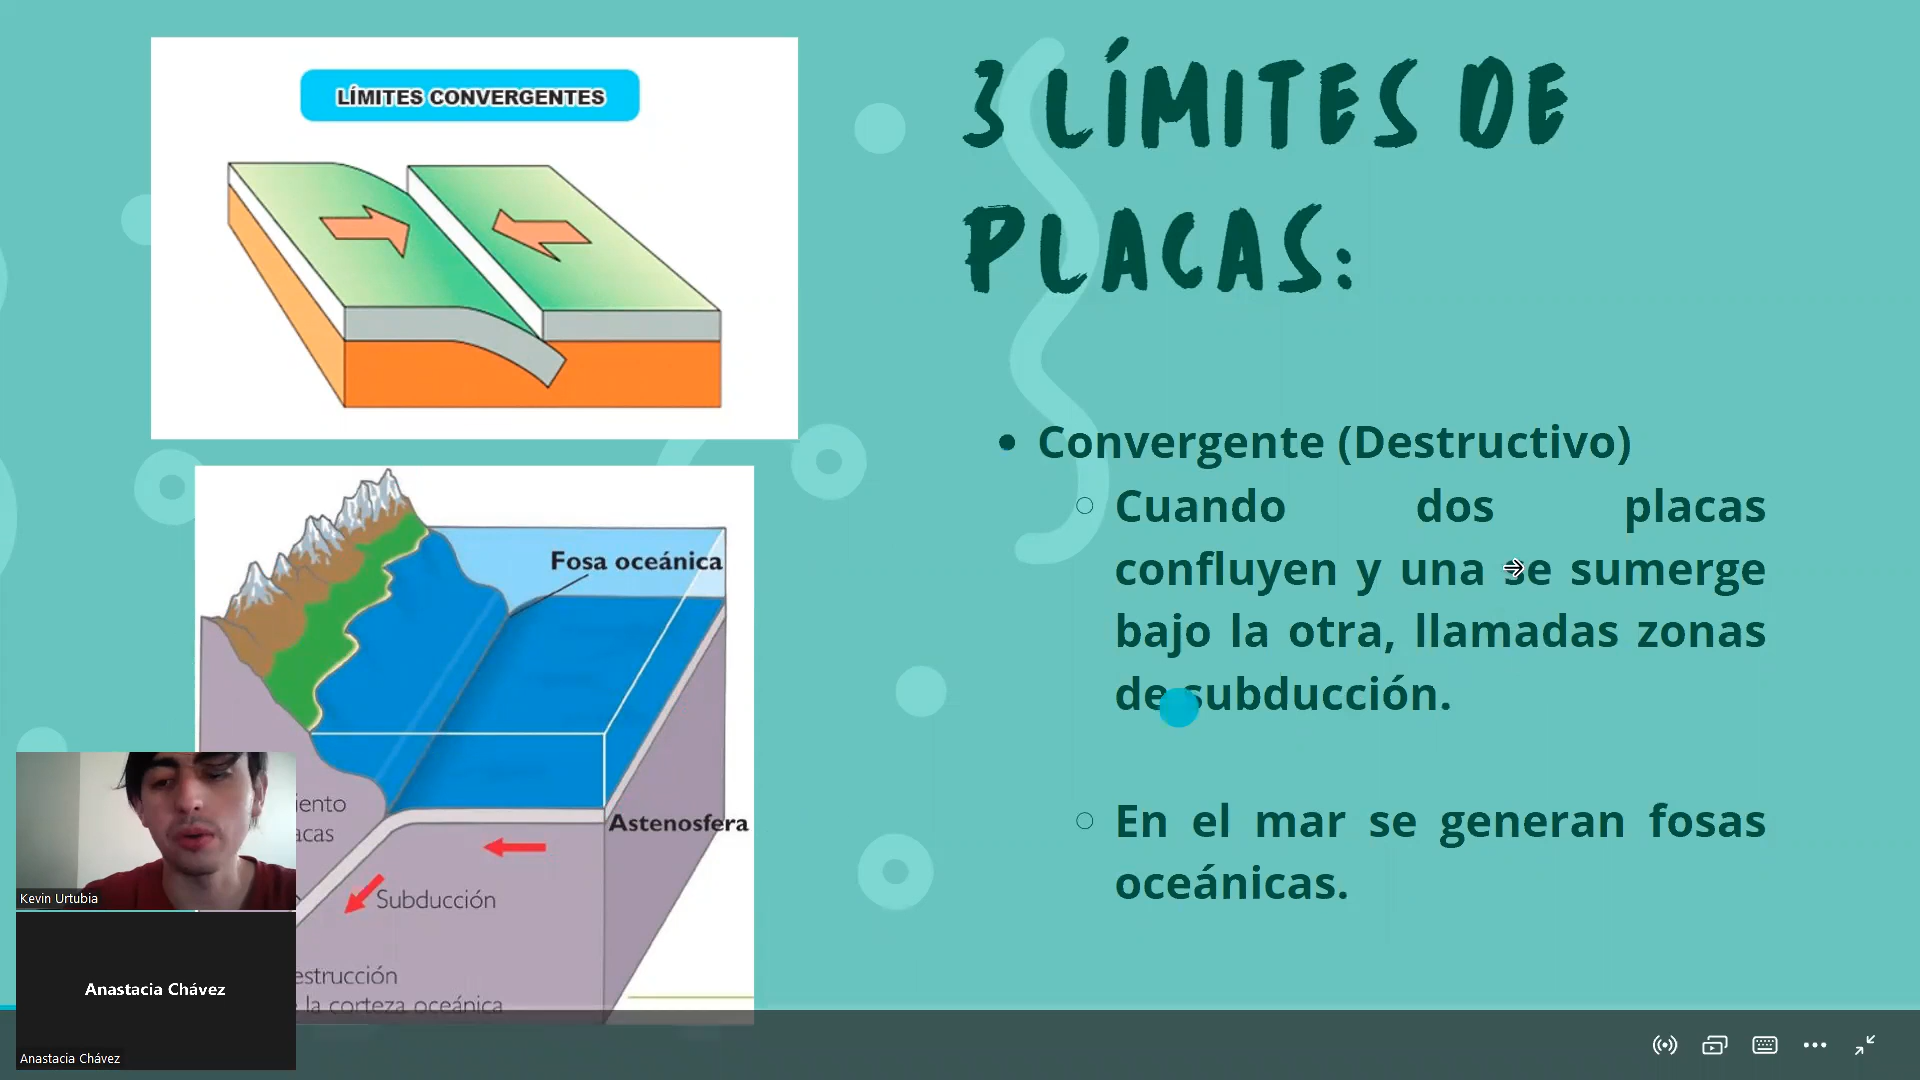 LÍMITES CONVERGENTES
3 LÍMITES DE
PLACAS:
Convergente (Destructivo)
Cuando dos placas
confluyen y una se sumerge
bajo la otra, llamadas zonas
de subducción.
En el mar se generan fosas
oceánicas.
Fosa oceánica
Astenosfera
iento
acas
Subducción
estrucción
la corteza oceánica
Kevin Urtubia
Anastacia Chávez
Anastacia Chávez